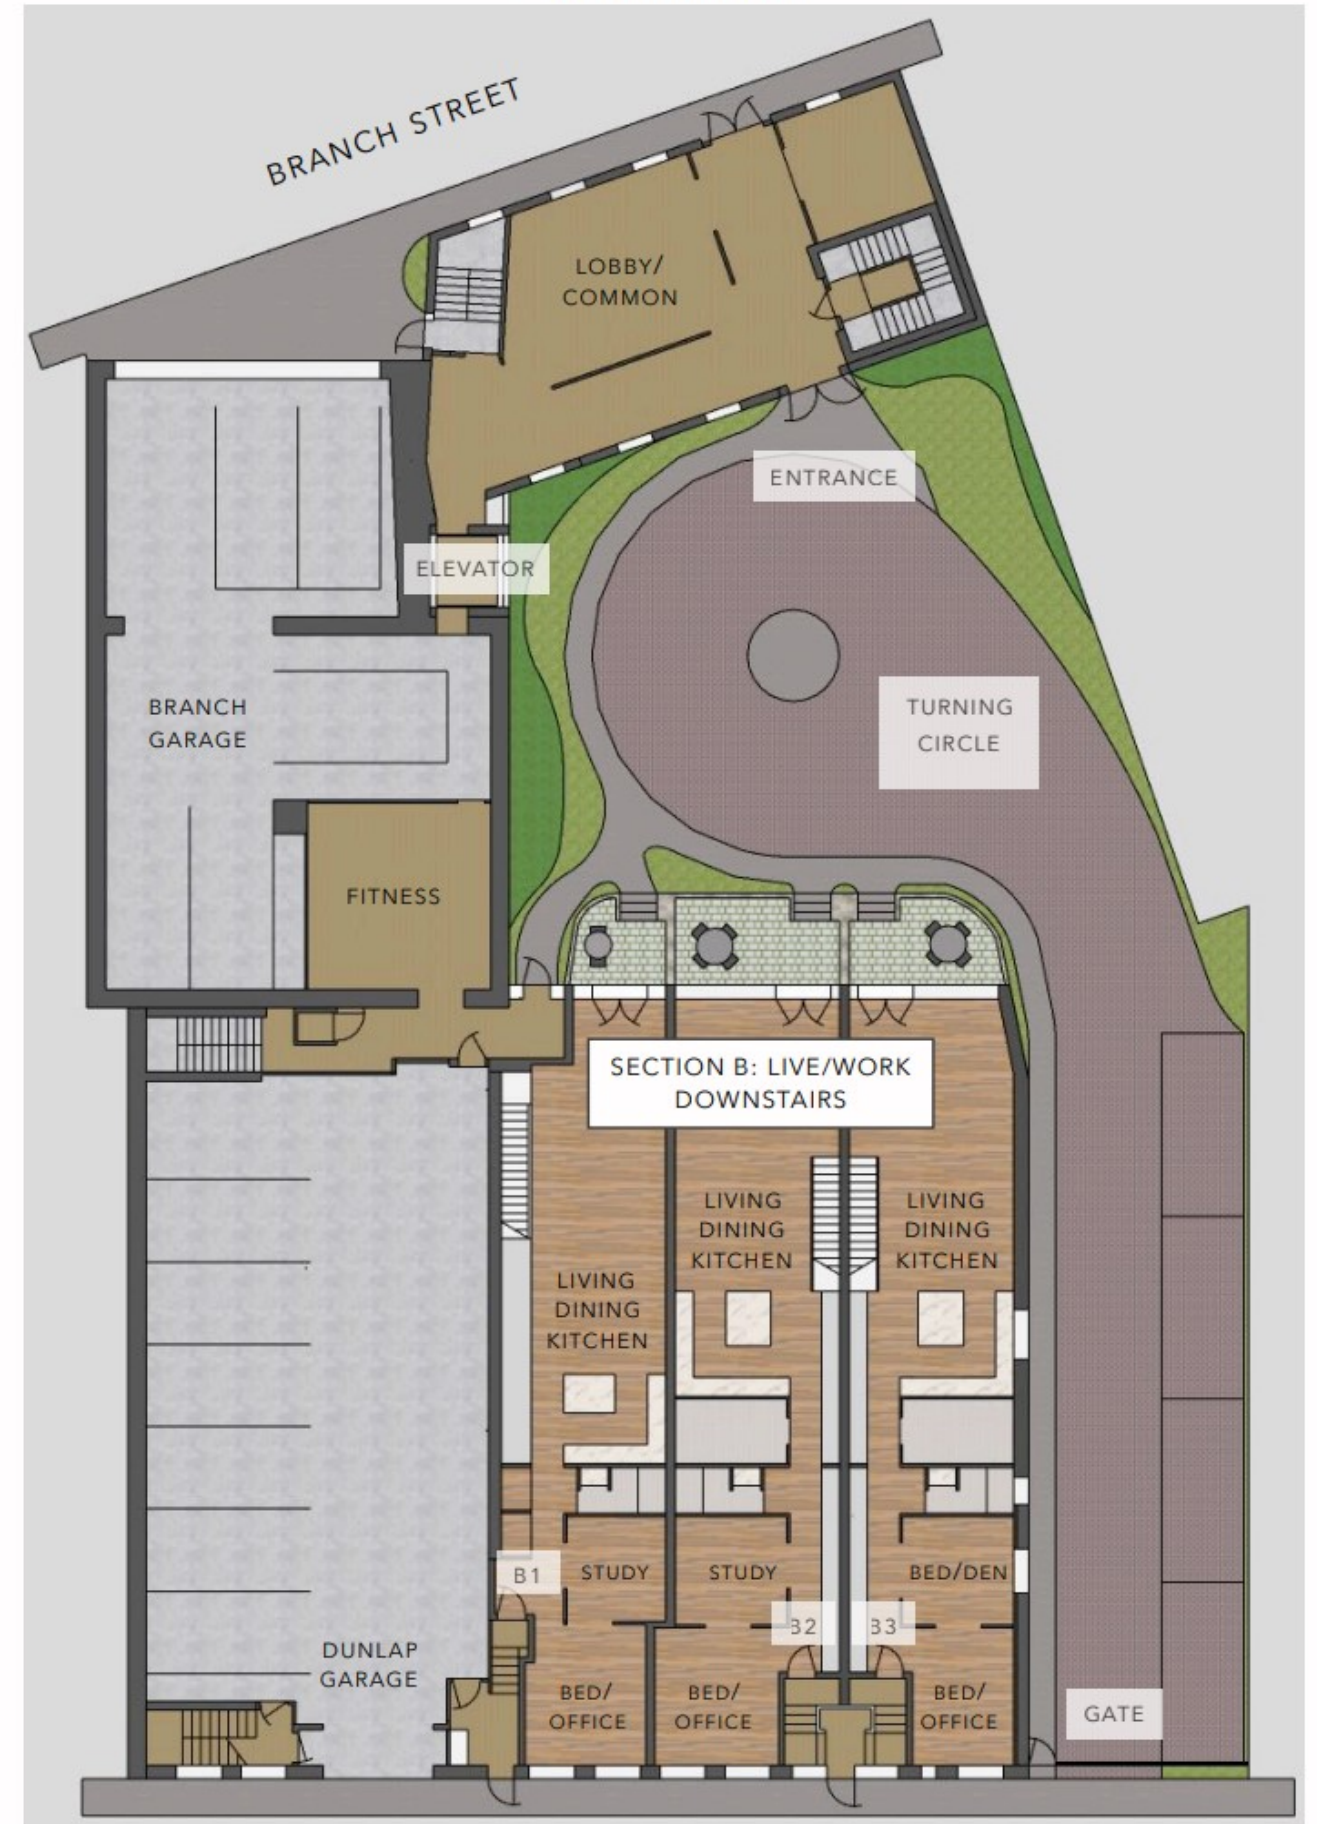 BRANCH STREET
LOBBY/
COMMON
ENTRANCE
ELEVATOR
TURNING
CIRCLE
BRANCH
GARAGE
FITNESS
SECTION B: LIVE/WORK
DOWNSTAIRS
LIVING
DINING
KITCHEN
LIVING
DINING
KITCHEN
LIVING
DINING
KITCHEN
B1
STUDY
STUDY
BED/DEN
B2
B3
DUNLAP
GARAGE
BED/
OFFICE
BED/
OFFICE
BED/
OFFICE
GATE